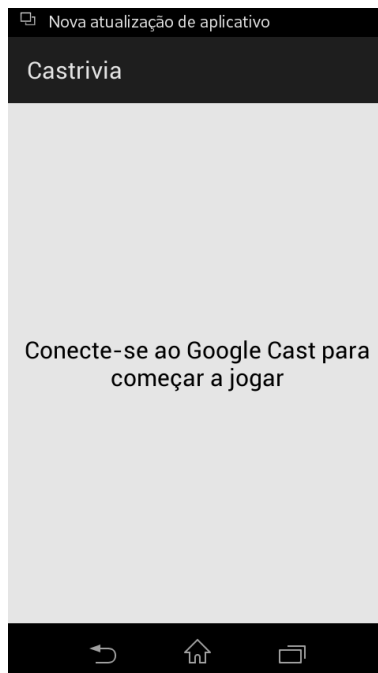 Nova atualização de aplicativo
Castrivia
Conecte-se ao Google Cast para
começar a jogar